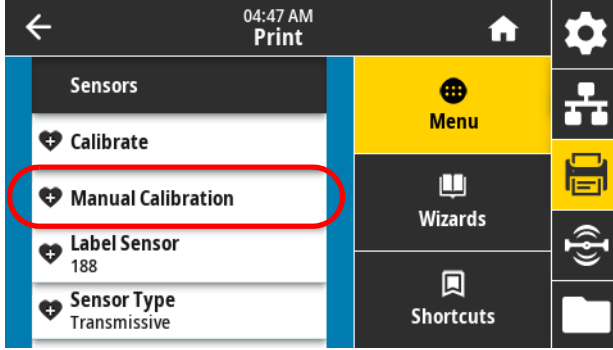 04:47 AM
Print
Sensors
Calibrate
Manual Calibration
Label Sensor
188
Sensor Type
Transmissive
Menu
Wizards
Shortcuts